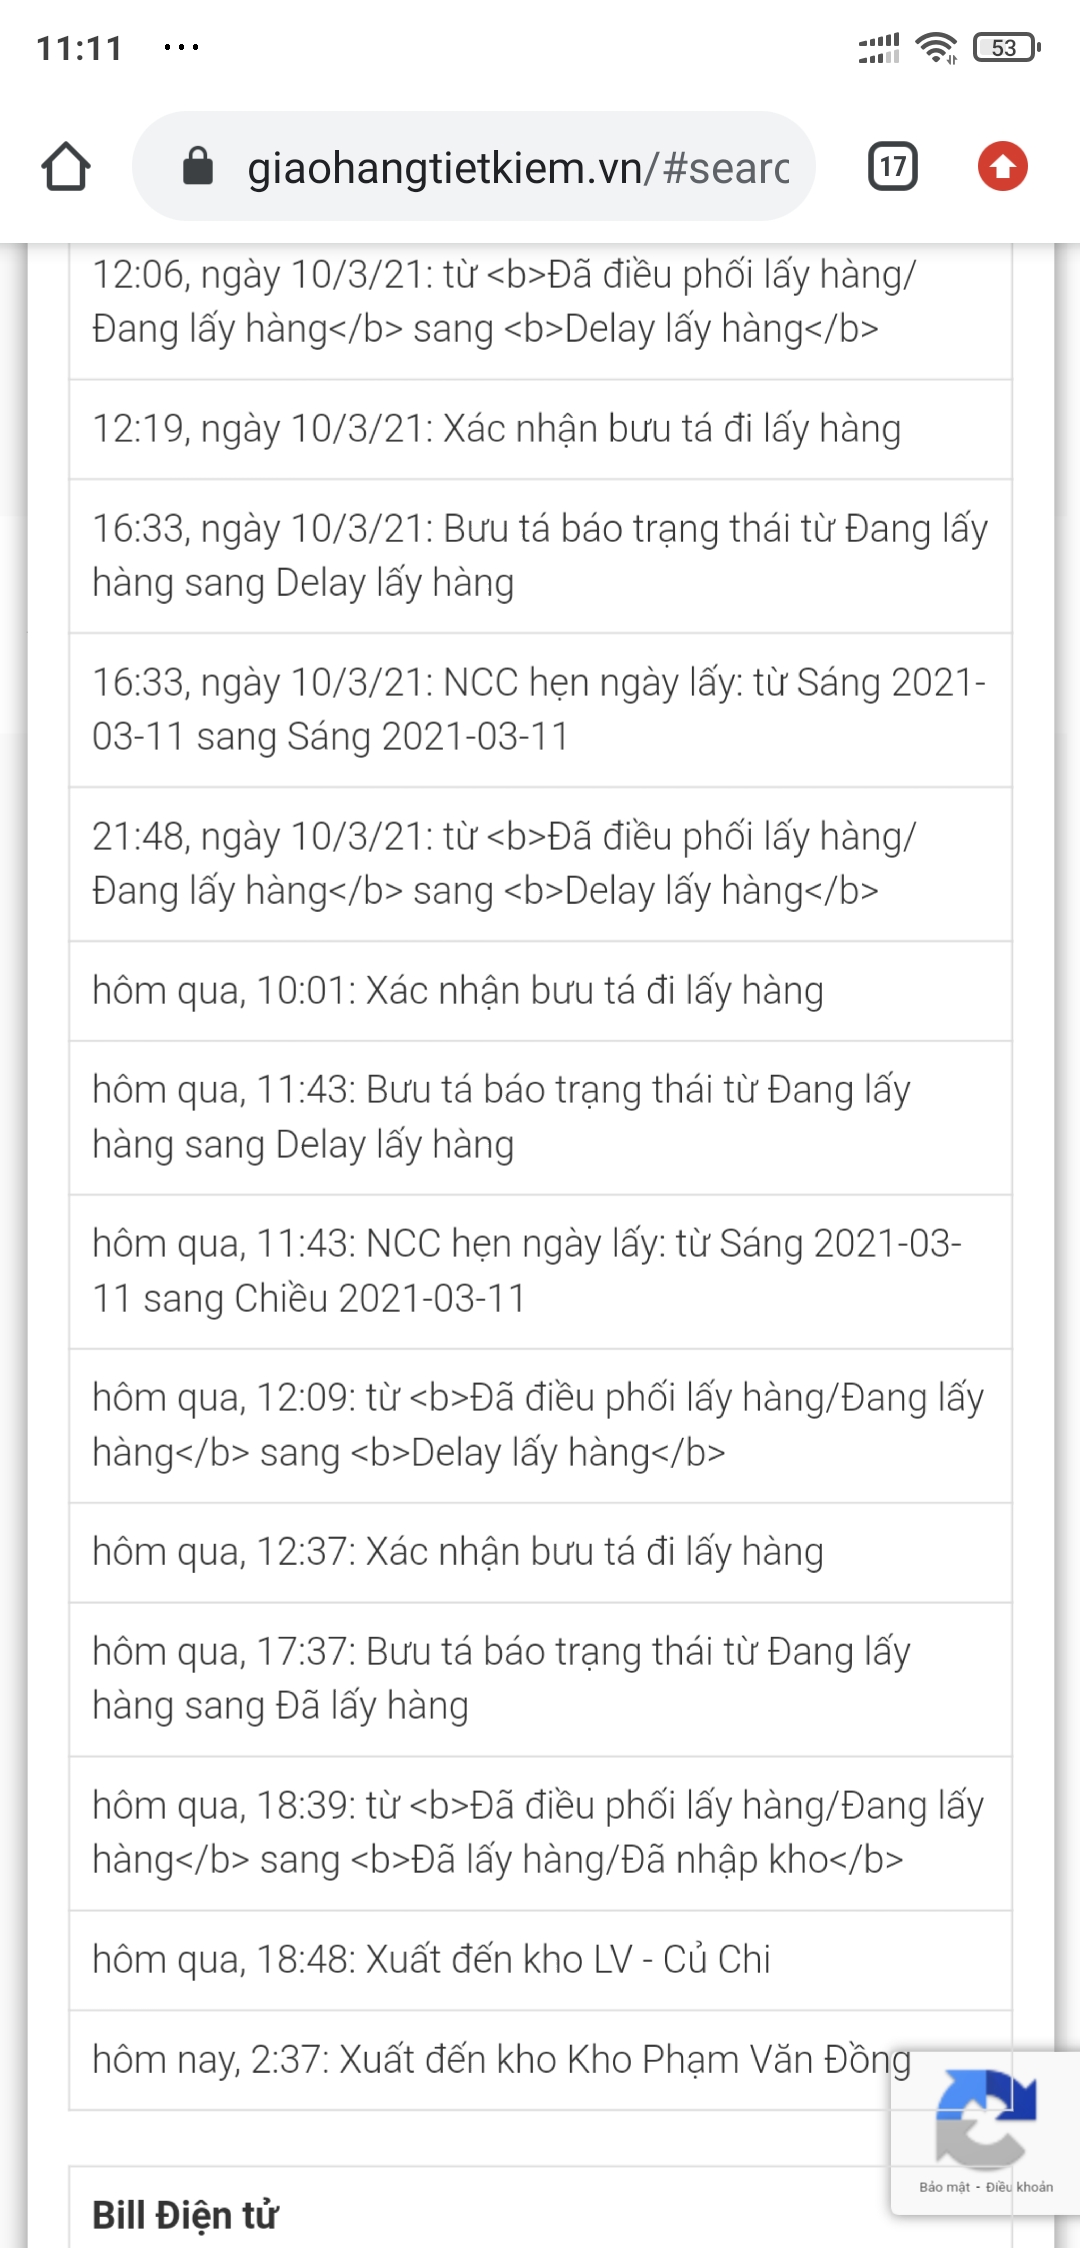 11:11 ...
53
giaohangtietkiem.vn/#searc
17
12:06, ngày 10/3/21: từ <b>Đã điều phối lấy hàng/
Đang lấy hàng</b> sang <b>Delay lấy hàng</b>
12:19, ngày 10/3/21: Xác nhận bưu tá đi lấy hàng
16:33, ngày 10/3/21: Bưu tá báo trạng thái từ Đang lấy
hàng sang Delay lấy hàng
16:33, ngày 10/3/21: NCC hẹn ngày lấy: từ Sáng 2021-
03-11 sang Sáng 2021-03-11
21:48, ngày 10/3/21: từ <b>Đã điều phối lấy hàng/
Đang lấy hàng</b> sang <b>Delay lấy hàng</b>
hôm qua, 10:01: Xác nhận bưu tá đi lấy hàng
hôm qua, 11:43: Bưu tá báo trạng thái từ Đang lấy
hàng sang Delay lấy hàng
hôm qua, 11:43: NCC hẹn ngày lấy: từ Sáng 2021-03-
11 sang Chiều 2021-03-11
hôm qua, 12:09: từ <b>Đã điều phối lấy hàng/Đang lấy
hàng</b> sang <b>Delay lấy hàng</b>
hôm qua, 12:37: Xác nhận bưu tá đi lấy hàng
hôm qua, 17:37: Bưu tá báo trạng thái từ Đang lấy
hàng sang Đã lấy hàng
hôm qua, 18:39: từ <b>Đã điều phối lấy hàng/Đang lấy
hàng</b> sang <b>Đã lấy hàng/Đã nhập kho</b>
hôm qua, 18:48: Xuất đến kho LV - Củ Chi
hôm nay, 2:37: Xuất đến kho Kho Phạm Văn Đồng
Bảo mật - Điều khoản
Bill Điện tử